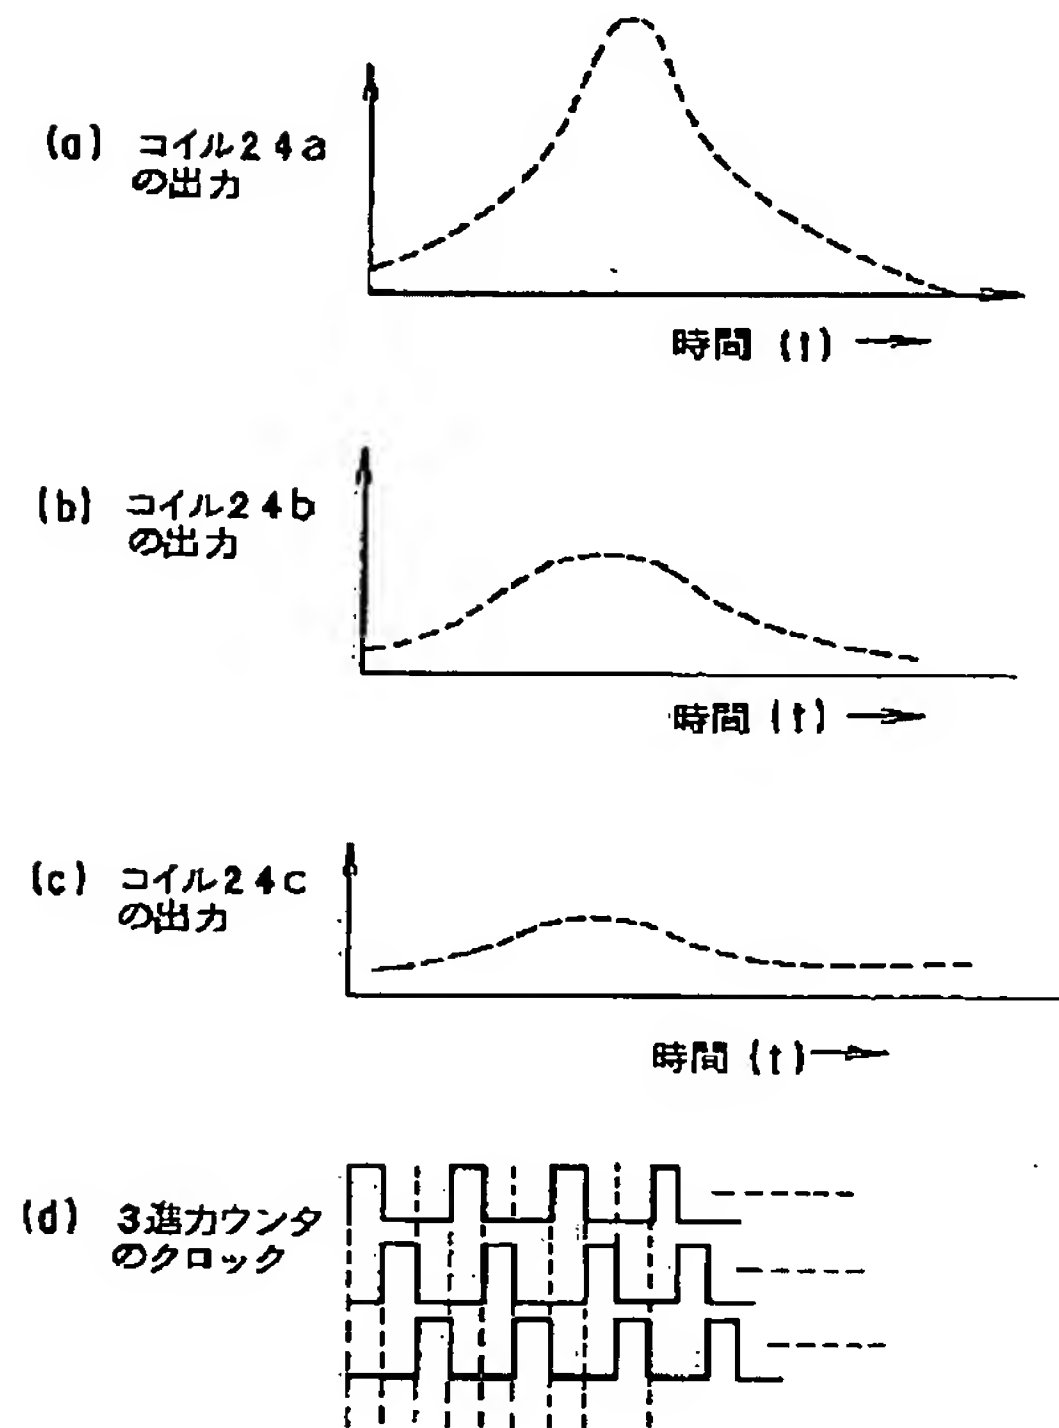 (a) コイル24a
の出力
時間 (t)
(b) コイル24b
の出力
時間 (t)
(c) コイル24c
の出力
時間 (t)
(d) 3進カウンタ
のクロック